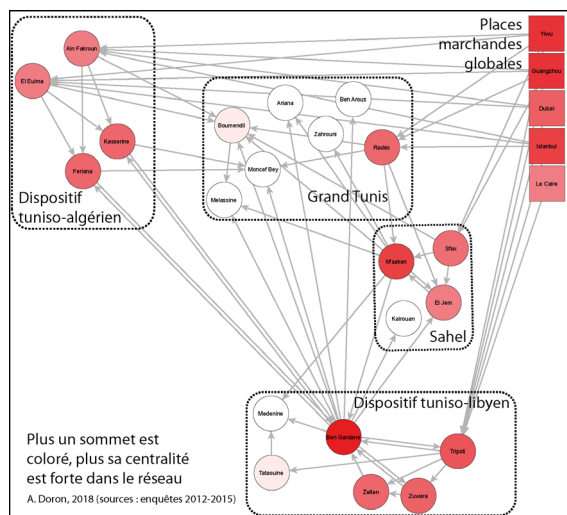 Places
marchandes
globales
Yiwu
Guangzhou
Dubaï
Istanbul
Le Caire
Aïn Fakroun
El Eulma
Kasserine
Feriana
Dispositif
tuniso-algérien
Ariana
Ben Arous
Boumendil
Zahrouni
Radès
Moncef Bey
Melassine
Grand Tunis
Sfax
M'saken
El Jem
Kairouan
Sahel
Dispositif tuniso-libyen
Medenine
Ben Gardane
Tripoli
Tataouine
Zelten
Zuwara
Plus un sommet est
coloré, plus sa centralité
est forte dans le réseau
A. Doron, 2018 (sources : enquêtes 2012-2015)